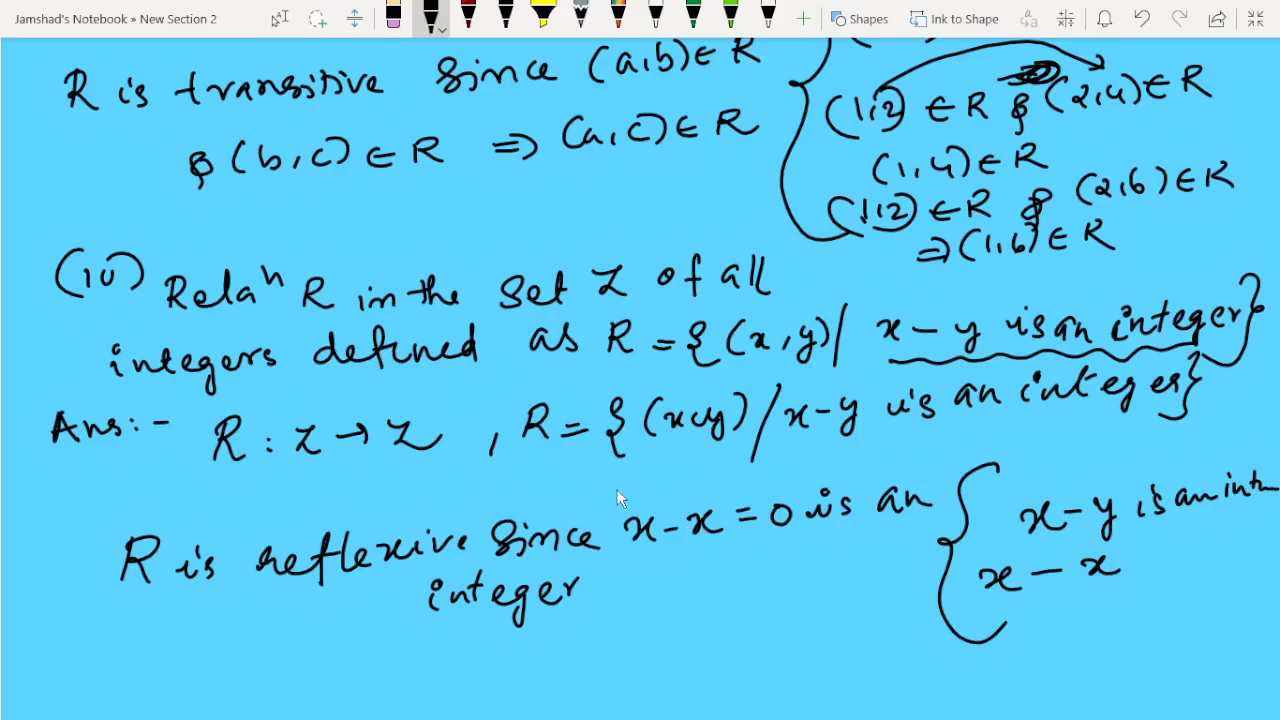 Jamshad's Notebook » New Section 2
Shapes
Ink to Shape
R is transitive since (a,b) ∈ R
& (b,c) ∈ R ⇒ (a,c) ∈ R
(1,2) ∈ R & (2,4) ∈ R
(1,4) ∈ R
(1,2) ∈ R & (2,6) ∈ R
⇒ (1,6) ∈ R
(iv) Relaⁿ R in the set Z of all
integers defined as R = {(x,y)/ x-y is an integer}
Ans:- R : Z → Z , R = {(x,y)/x-y is an integer}
R is reflexive since x-x = 0 is an
integer
x-y is an inte
x - x